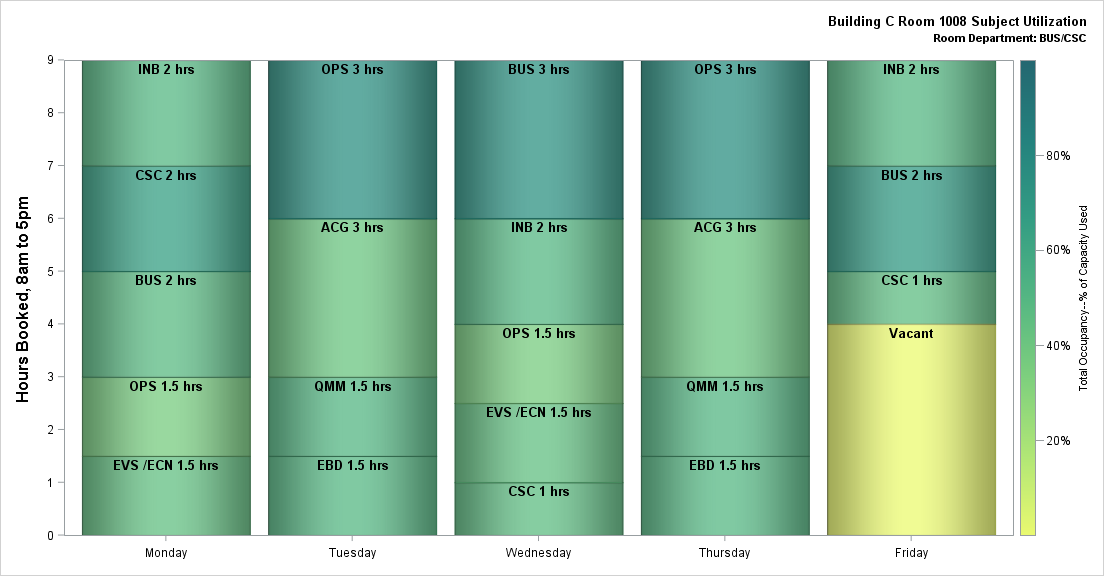 Building C Room 1008 Subject Utilization
Room Department: BUS/CSC
Hours Booked, 8am to 5pm
9
8
7
6
5
4
3
2
1
0
INB 2 hrs
CSC 2 hrs
BUS 2 hrs
OPS 1.5 hrs
EVS /ECN 1.5 hrs
OPS 3 hrs
ACG 3 hrs
QMM 1.5 hrs
EBD 1.5 hrs
BUS 3 hrs
INB 2 hrs
OPS 1.5 hrs
EVS /ECN 1.5 hrs
CSC 1 hrs
OPS 3 hrs
ACG 3 hrs
QMM 1.5 hrs
EBD 1.5 hrs
INB 2 hrs
BUS 2 hrs
CSC 1 hrs
Vacant
Monday
Tuesday
Wednesday
Thursday
Friday
80%
60%
40%
20%
Total Occupancy--% of Capacity Used